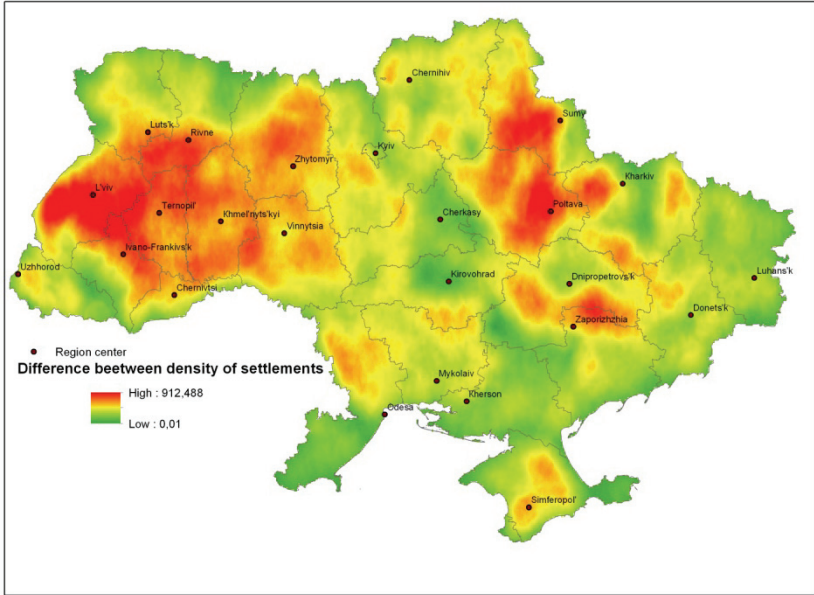 Chernihiv
Sumy
Luts'k
Rivne
Kyiv
Zhytomyr
Kharkiv
L'viv
Ternopil'
Khmel'nyts'kyi
Cherkasy
Poltava
Vinnytsia
Ivano-Frankivs'k
Uzhhorod
Kirovohrad
Dnipropetrovs'k
Luhans'k
Chernivtsi
Donets'k
Zaporizhzhia
Region center
Difference beetween density of settlements
High : 912,488
Low : 0,01
Mykolaiv
Kherson
Odesa
Simferopol'